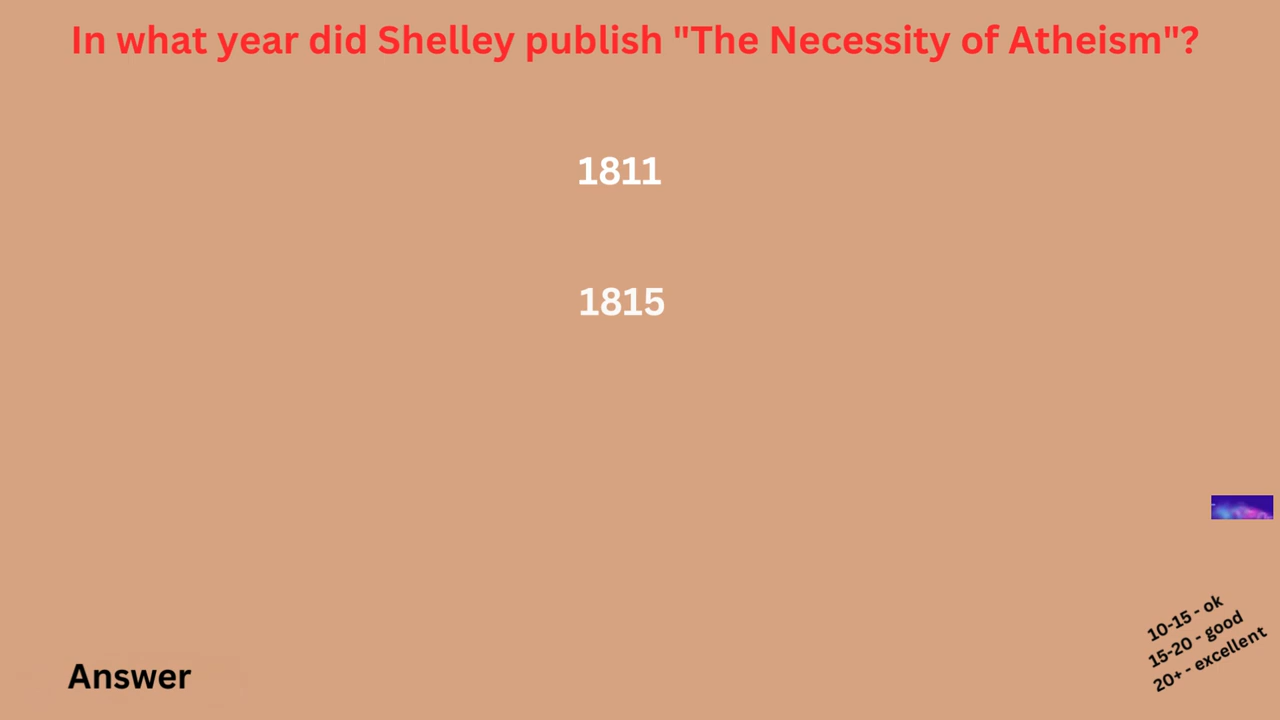 In what year did Shelley publish "The Necessity of Atheism"?
1811
1815
10-15 - ok
15-20 - good
20+ - excellent
Answer